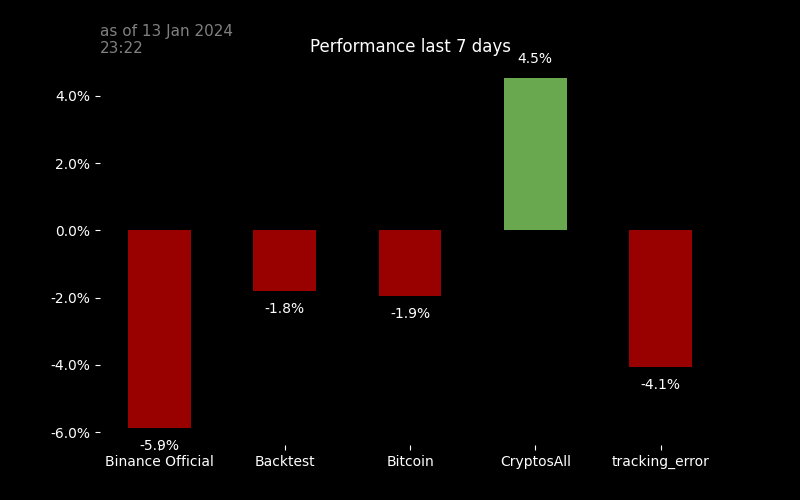 as of 13 Jan 2024
23:22
Performance last 7 days
4.5%
4.0%
2.0%
0.0%
-2.0%
-1.8%
-1.9%
-4.0%
-4.1%
-6.0%
-5.9%
Binance Official
Backtest
Bitcoin
CryptosAll
tracking_error